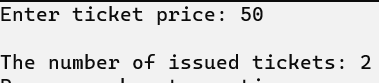 Enter ticket price: 50
The number of issued tickets: 2